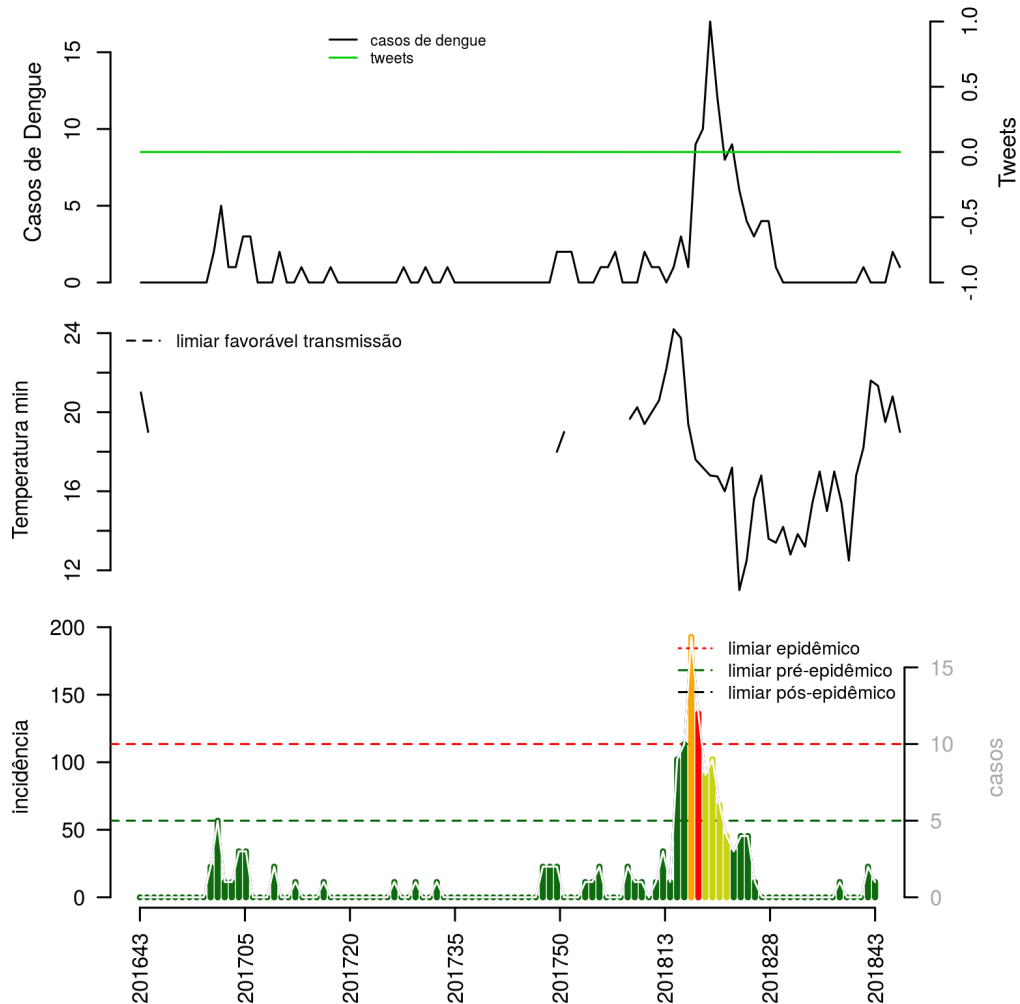 casos de dengue
tweets
Casos de Dengue
0
5
10
15
Tweets
-1.0
-0.5
0.0
0.5
1.0
limiar favorável transmissão
Temperatura min
12
16
20
24
limiar epidêmico
limiar pré-epidêmico
limiar pós-epidêmico
incidência
0
50
100
150
200
casos
0
5
10
15
201643
201705
201720
201735
201750
201813
201828
201843